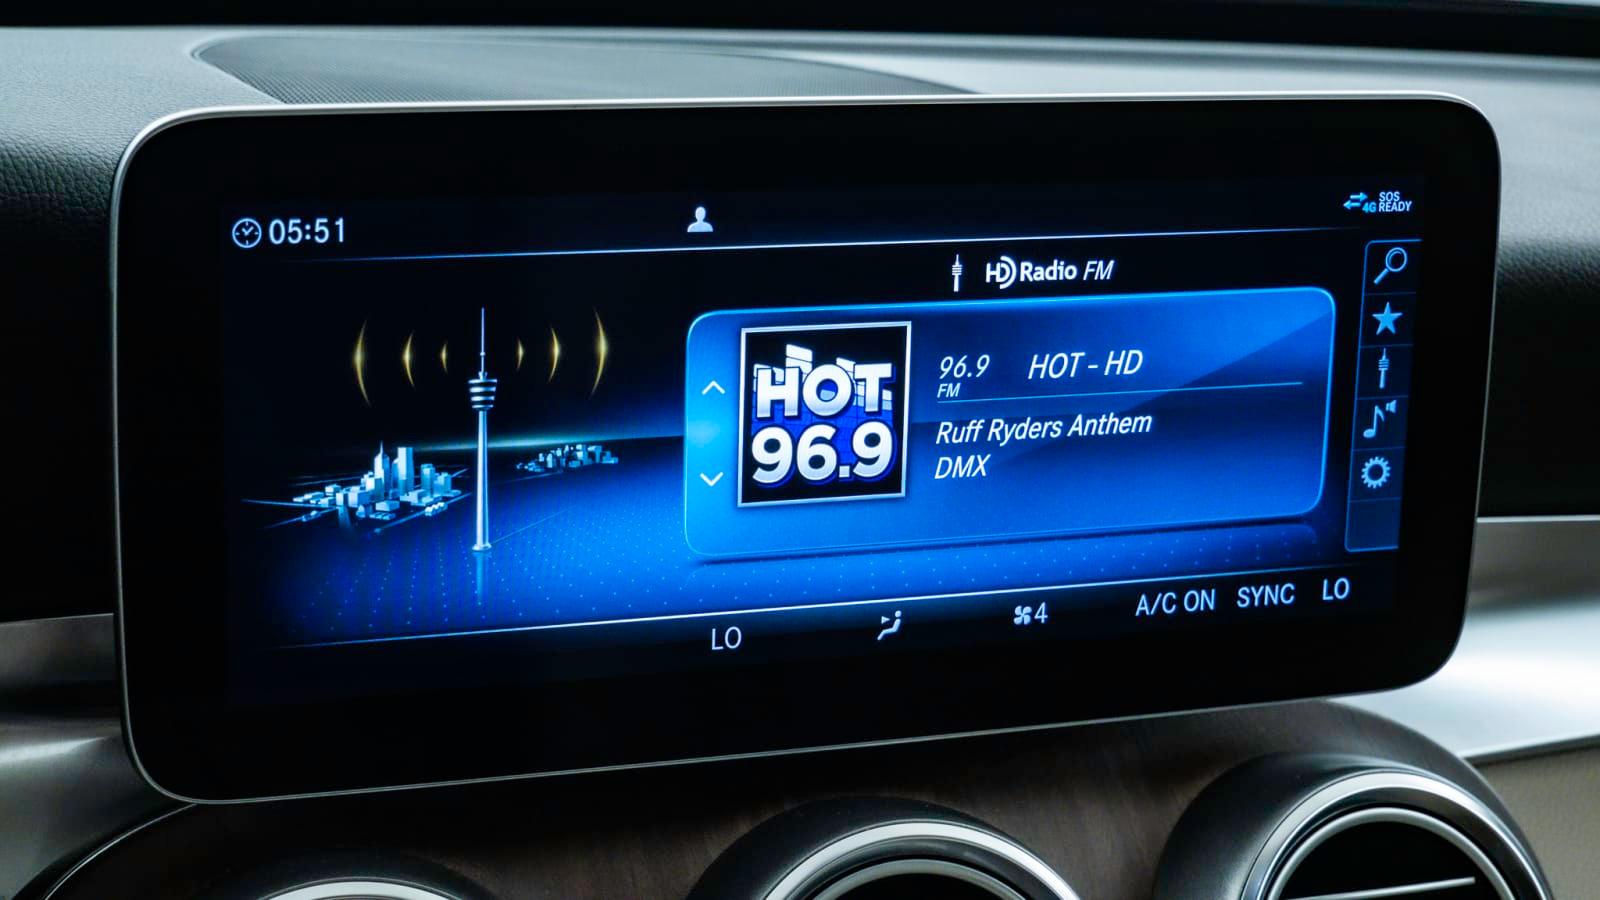 05:51
4G SOS
READY
HD Radio FM
HOT
96.9
96.9 HOT - HD
FM
Ruff Ryders Anthem
DMX
LO 4 A/C ON SYNC LO